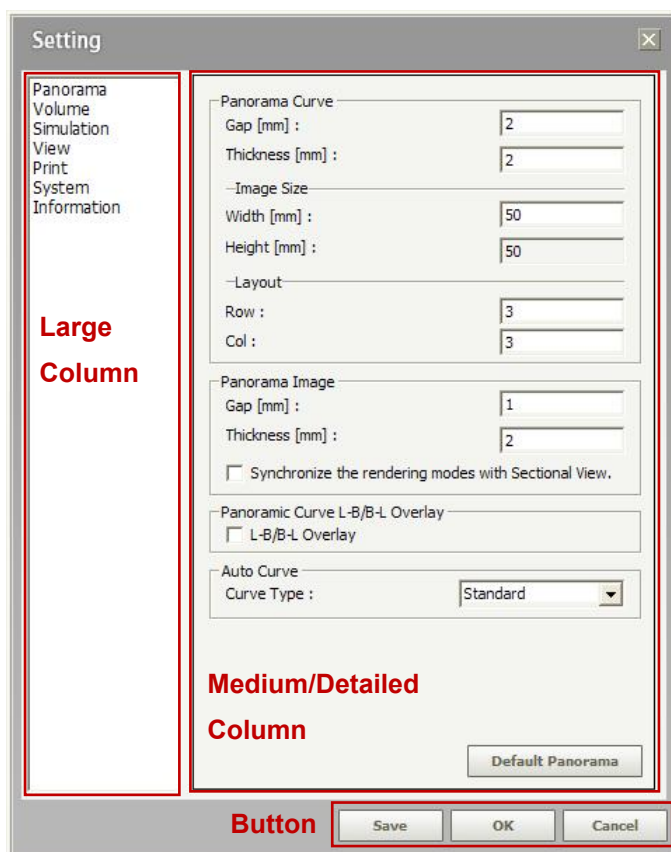 Setting
Panorama
Volume
Simulation
View
Print
System
Information
Large
Column
Panorama Curve
Gap [mm] : 2
Thickness [mm] : 2
Image Size
Width [mm] : 50
Height [mm] : 50
Layout
Row : 3
Col : 3
Panorama Image
Gap [mm] : 1
Thickness [mm] : 2
Synchronize the rendering modes with Sectional View.
Panoramic Curve L-B/B-L Overlay
L-B/B-L Overlay
Auto Curve
Curve Type : Standard
Medium/Detailed
Column
Default Panorama
Button Save OK Cancel